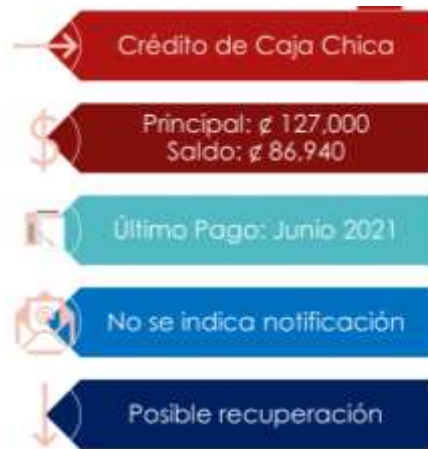 Crédito de Caja Chica
Principal: ₡ 127,000
Saldo: ₡ 86,940
Último Pago: Junio 2021
No se indica notificación
Posible recuperación